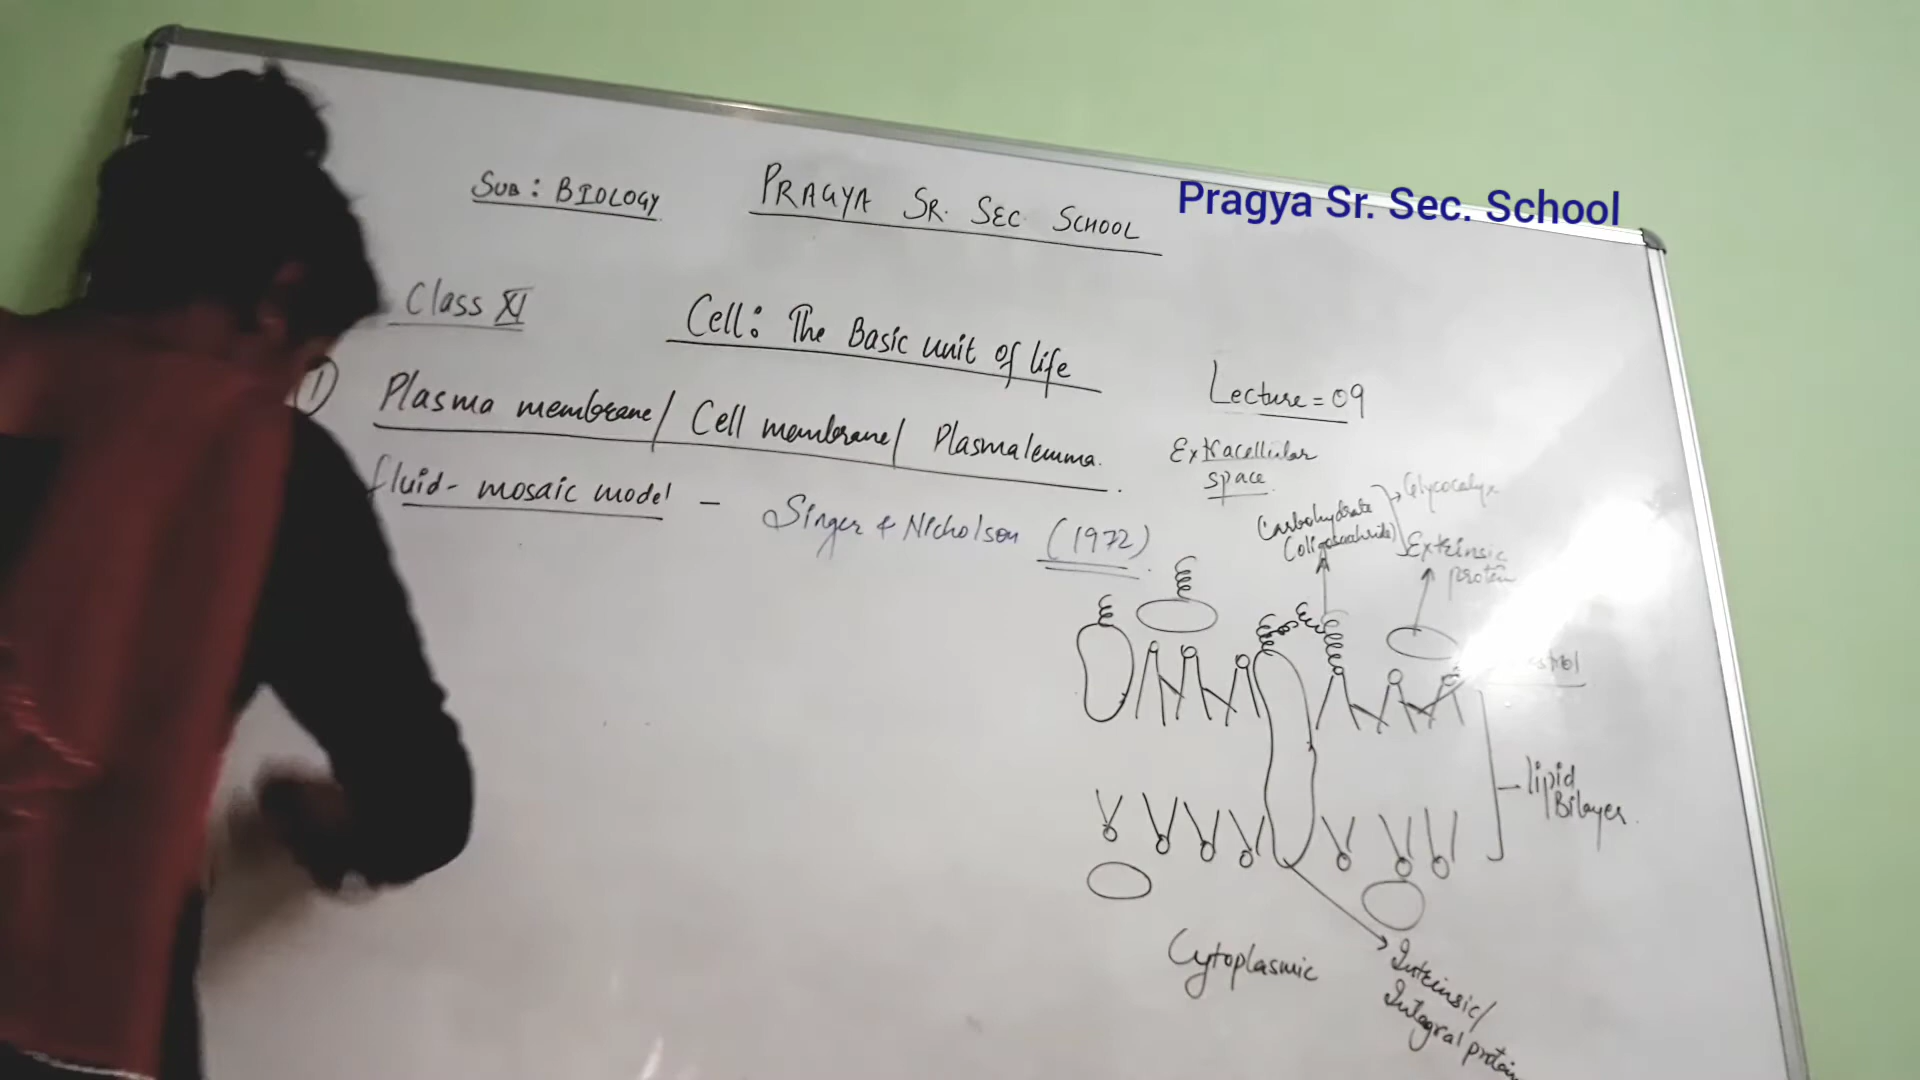 SUB : BIOLOGY
PRAGYA SR. SEC SCHOOL
Pragya Sr. Sec. School
Class XI
Cell: The Basic unit of life
Lecture = 09
① Plasma membrane/ Cell membrane/ Plasmalemma.
fluid- mosaic model - Singer & Nicholson (1972).
Extracellular
space.
Glycocalyx
Carbohydrate
Extrinsic
protein
lipid
Bilayer.
Cytoplasmic
Intrinsic/
Integral protein